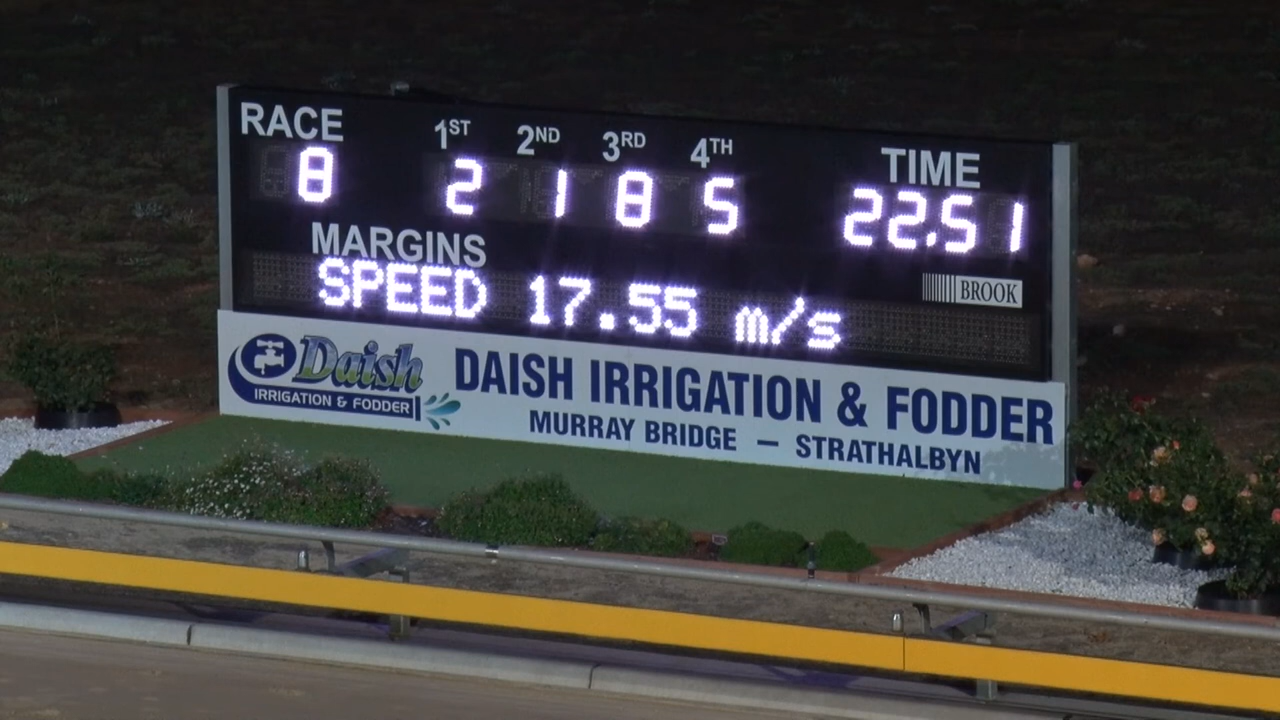 RACE 1ST 2ND 3RD 4TH TIME
8 2 1 8 5 22.51
MARGINS
SPEED 17.55 m/s
BROOK
Daish
IRRIGATION & FODDER
DAISH IRRIGATION & FODDER
MURRAY BRIDGE – STRATHALBYN